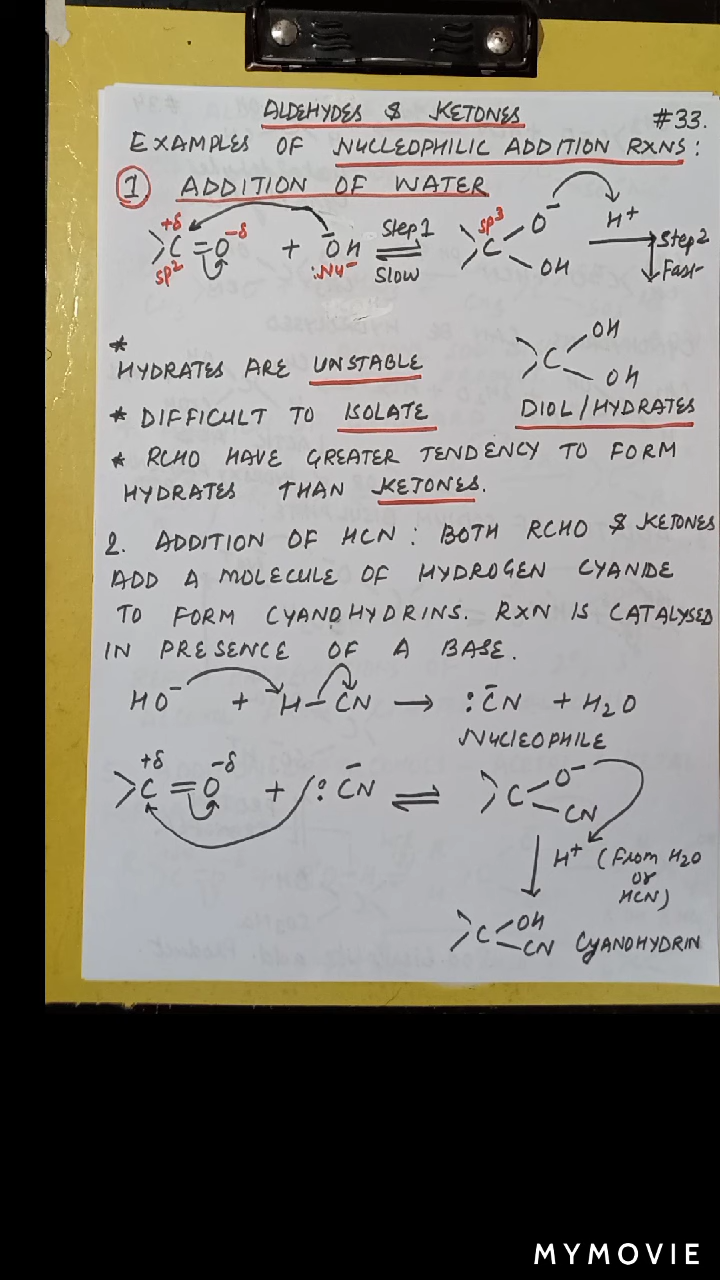 ALDEHYDES & KETONES #33.
EXAMPLES OF NUCLEOPHILIC ADDITION RXNS:
① ADDITION OF WATER
>C=O + ŌH ⇌ >C
+δ -δ
sp² :Nu⁻
Step 1
Slow
sp³
O⁻
OH
H⁺
Step 2
Fast
OH
>C
OH
DIOL/HYDRATES
*
HYDRATES ARE UNSTABLE
* DIFFICULT TO ISOLATE
* RCHO HAVE GREATER TENDENCY TO FORM
HYDRATES THAN KETONES.
2. ADDITION OF HCN : BOTH RCHO & KETONES
ADD A MOLECULE OF HYDROGEN CYANIDE
TO FORM CYANOHYDRINS. RXN IS CATALYSED
IN PRESENCE OF A BASE.
HO⁻ + H-CN → :C̄N + H₂O
NUCLEOPHILE
+δ -δ
>C=O + :C̄N ⇌ >C
O⁻
CN
H⁺ (From H₂O
or
HCN)
>C
OH
CN CYANOHYDRIN
MYMOVIE